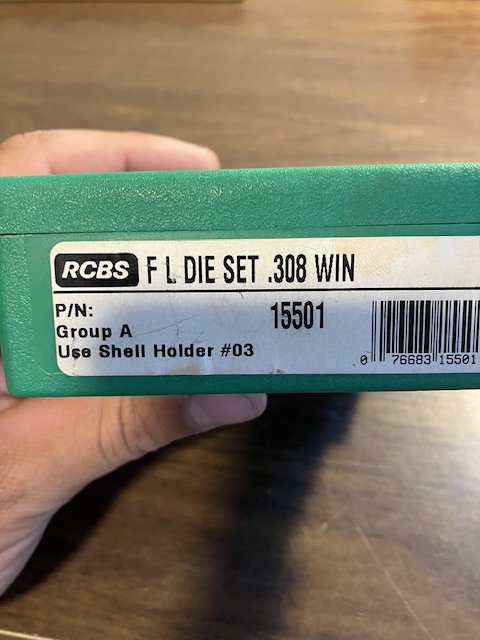 RCBS F L DIE SET .308 WIN
P/N: 15501
Group A
Use Shell Holder #03
0 76683 15501